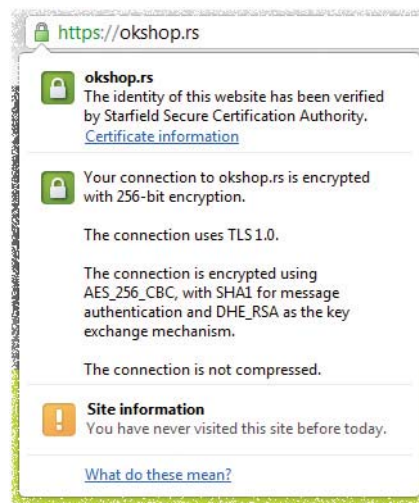 https://okshop.rs
okshop.rs
The identity of this website has been verified
by Starfield Secure Certification Authority.
Certificate information
Your connection to okshop.rs is encrypted
with 256-bit encryption.
The connection uses TLS 1.0.
The connection is encrypted using
AES_256_CBC, with SHA1 for message
authentication and DHE_RSA as the key
exchange mechanism.
The connection is not compressed.
Site information
You have never visited this site before today.
What do these mean?